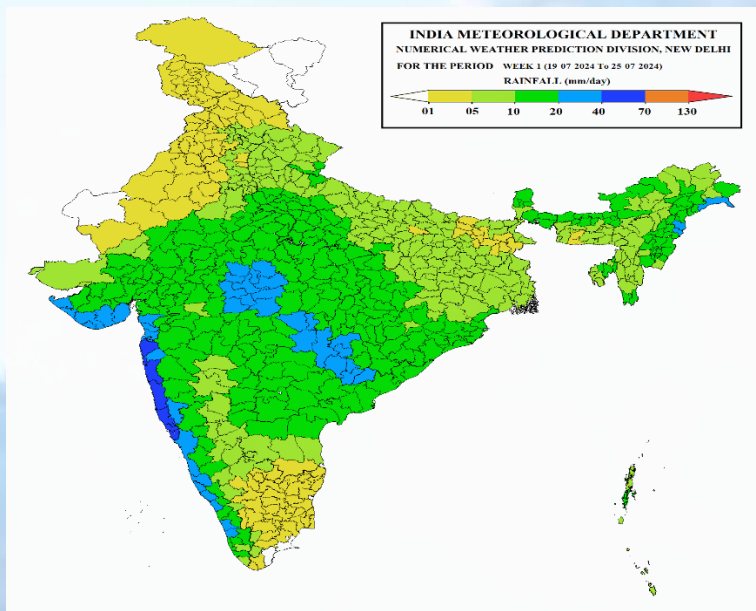 INDIA METEOROLOGICAL DEPARTMENT
NUMERICAL WEATHER PREDICTION DIVISION, NEW DELHI
FOR THE PERIOD WEEK 1 (19 07 2024 To 25 07 2024)
RAINFALL (mm/day)
01 05 10 20 40 70 130